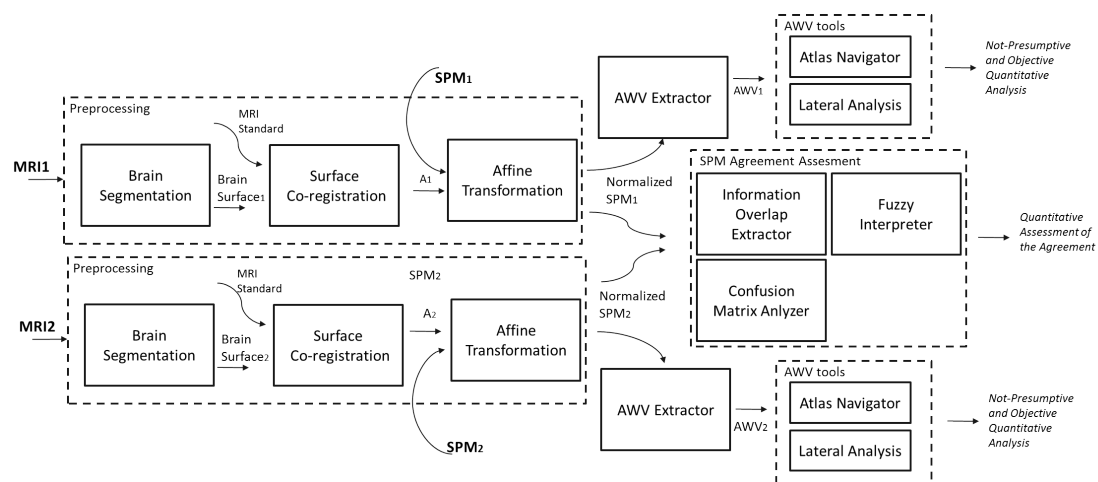 AWV tools
Atlas Navigator
Lateral Analysis
Not-Presumptive
and Objective
Quantitative
Analysis
SPM1
AWV Extractor
AWV1
Preprocessing
MRI
Standard
MRI1
Brain
Segmentation
Brain
Surface1
Surface
Co-registration
A1
Affine
Transformation
Normalized
SPM1
SPM Agreement Assesment
Information
Overlap
Extractor
Fuzzy
Interpreter
Confusion
Matrix Anlyzer
Quantitative
Assessment of
the Agreement
Preprocessing
MRI
Standard
SPM2
MRI2
Brain
Segmentation
Brain
Surface2
Surface
Co-registration
A2
Affine
Transformation
Normalized
SPM2
SPM2
AWV Extractor
AWV2
AWV tools
Atlas Navigator
Lateral Analysis
Not-Presumptive
and Objective
Quantitative
Analysis